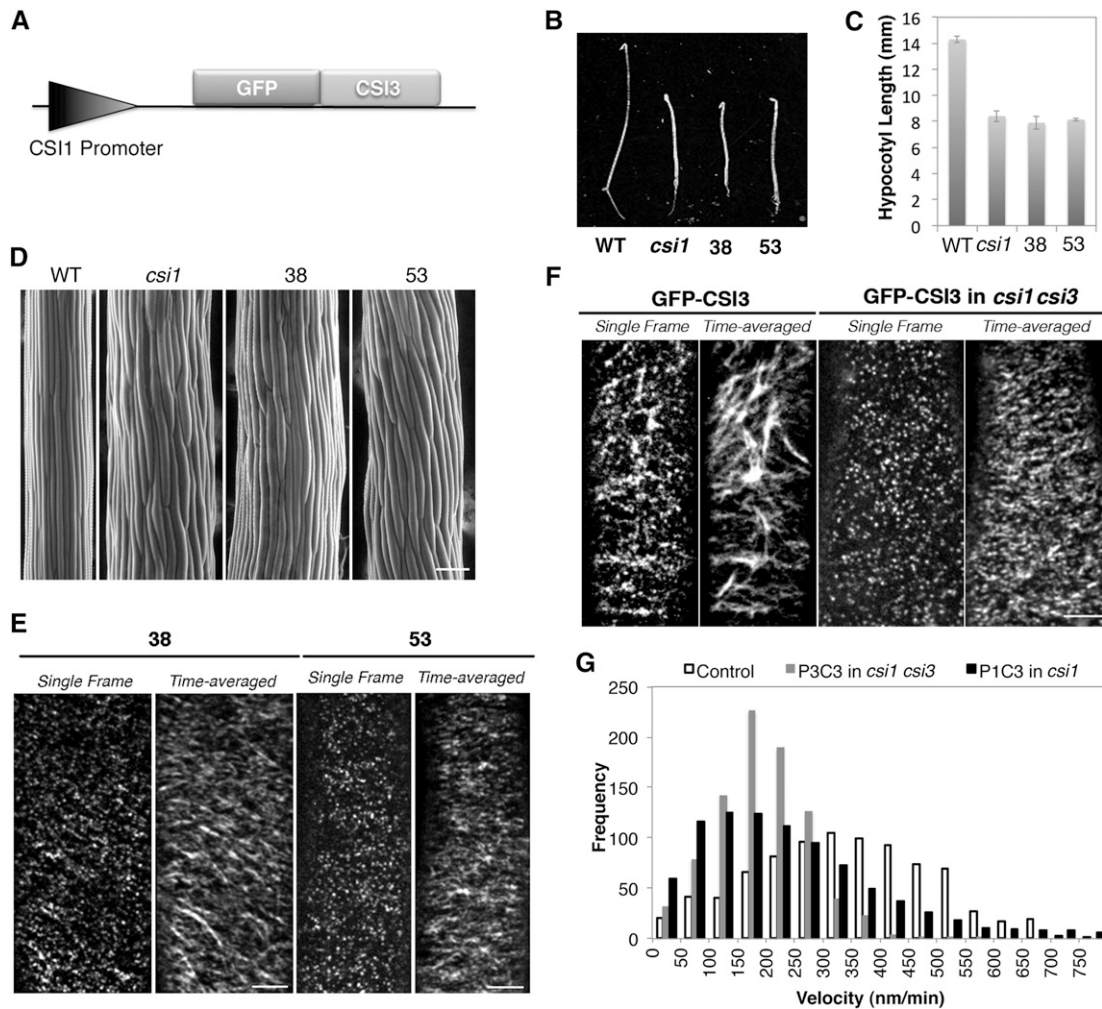 A
GFP
CSI3
CSI1 Promoter
B
WT csi1 38 53
C
Hypocotyl Length (mm)
16
14
12
10
8
6
4
2
0
WT csi1 38 53
D
WT csi1 38 53
E
38 53
Single Frame Time-averaged Single Frame Time-averaged
F
GFP-CSI3 GFP-CSI3 in csi1 csi3
Single Frame Time-averaged Single Frame Time-averaged
G
Control P3C3 in csi1 csi3 P1C3 in csi1
Frequency
250
200
150
100
50
0
0 50 100 150 200 250 300 350 400 450 500 550 600 650 700 750
Velocity (nm/min)